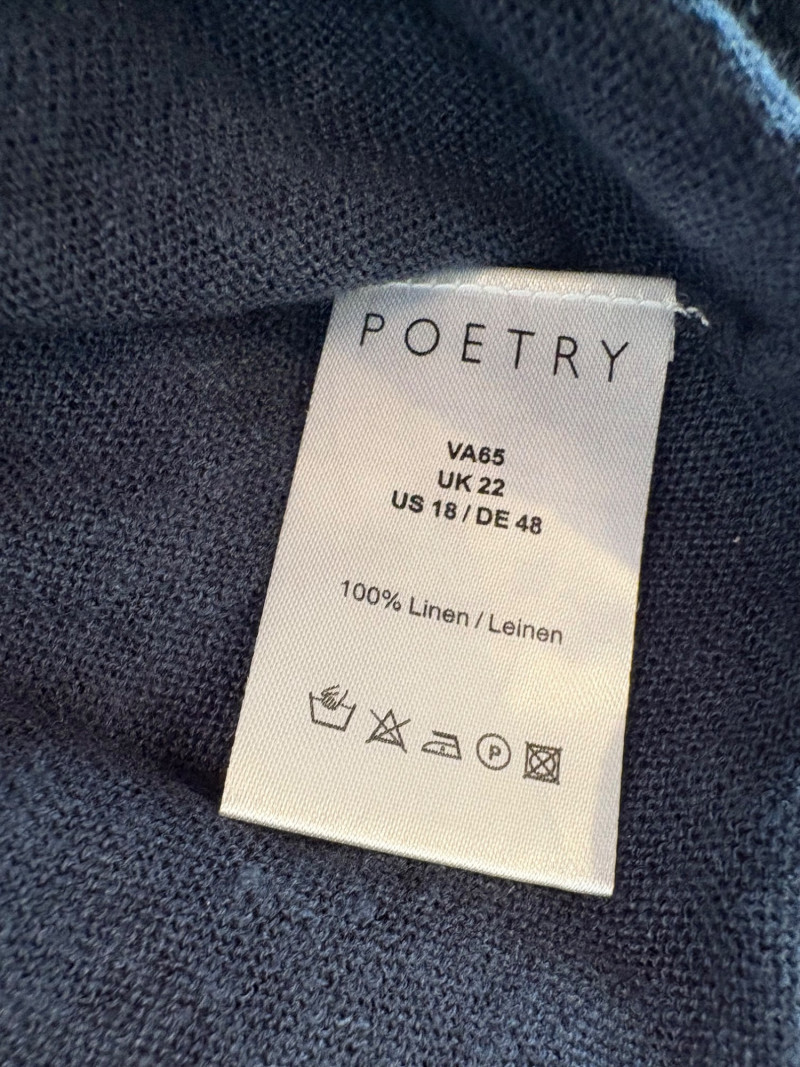 POETRY
VA65
UK 22
US 18 / DE 48
100% Linen / Leinen
P